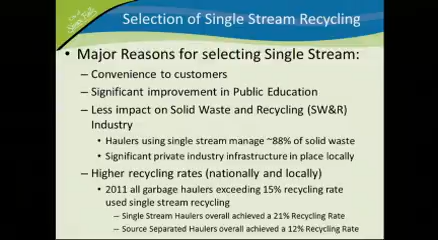 City of
Sioux Falls
Selection of Single Stream Recycling
• Major Reasons for selecting Single Stream:
– Convenience to customers
– Significant improvement in Public Education
– Less impact on Solid Waste and Recycling (SW&R)
Industry
• Haulers using single stream manage ~88% of solid waste
• Significant private industry infrastructure in place locally
– Higher recycling rates (nationally and locally)
• 2011 all garbage haulers exceeding 15% recycling rate
used single stream recycling
– Single Stream Haulers overall achieved a 21% Recycling Rate
– Source Separated Haulers overall achieved a 12% Recycling Rate